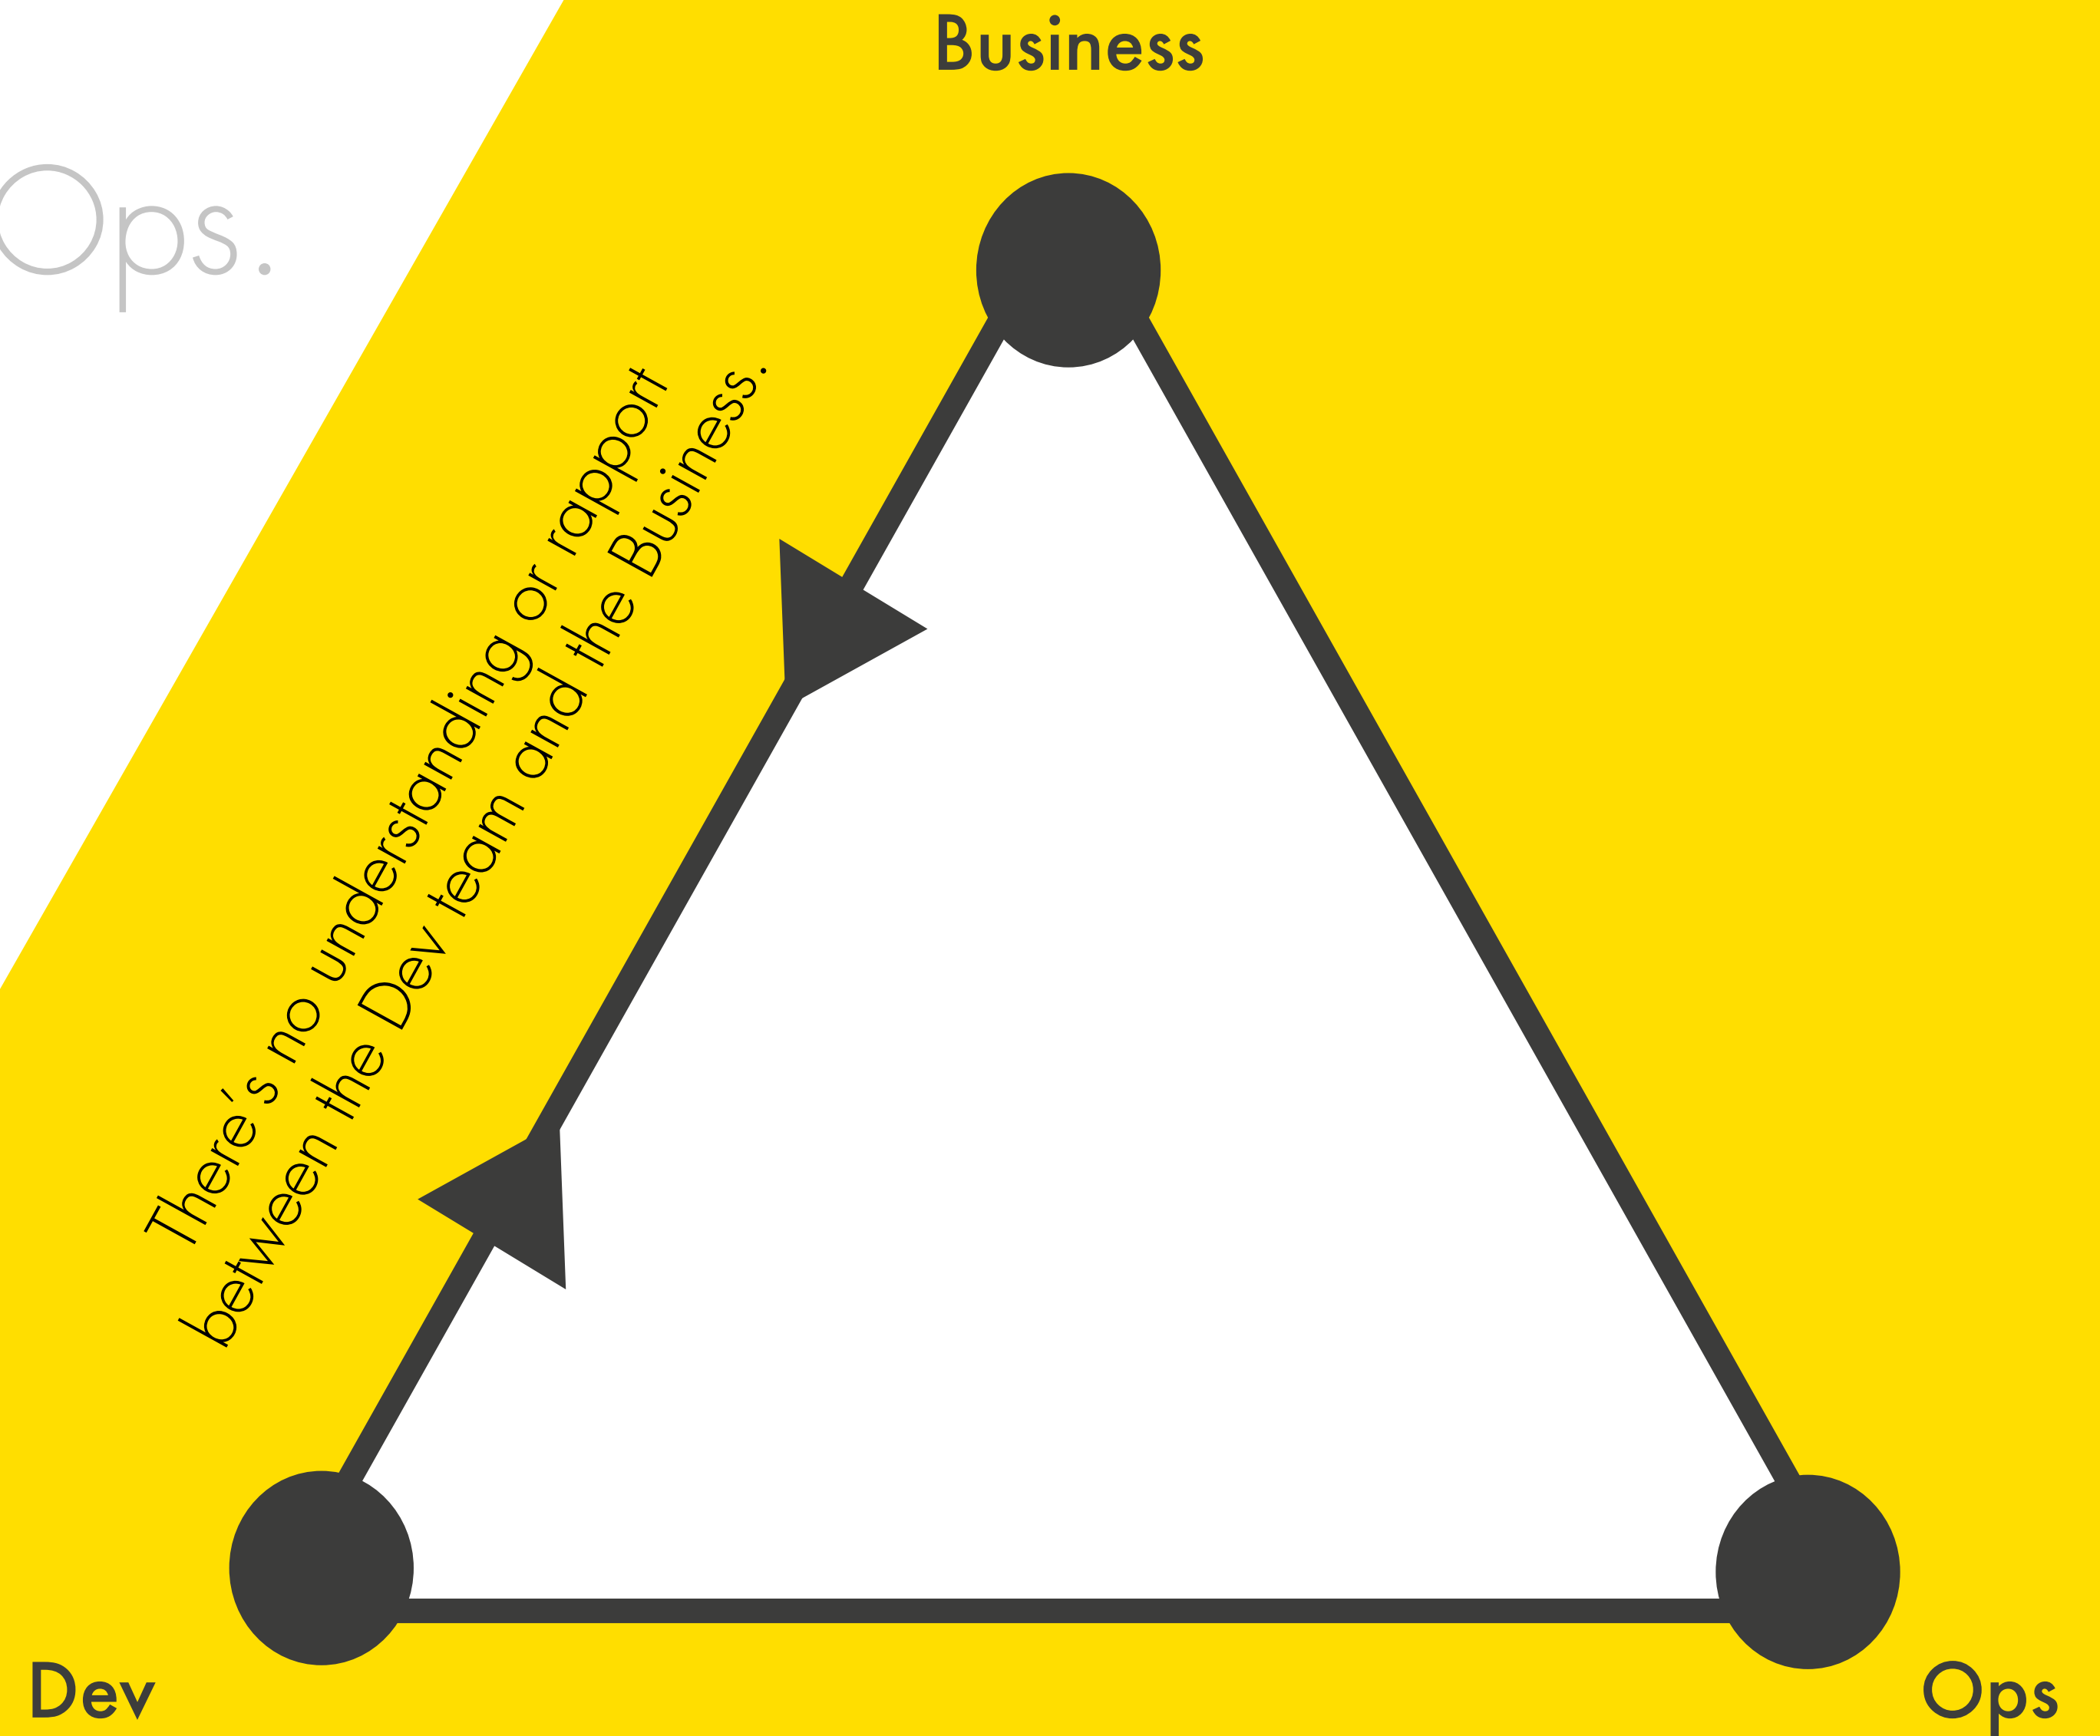 Business
Ops.
There's no understanding or rapport
between the Dev team and the Business.
Dev
Ops